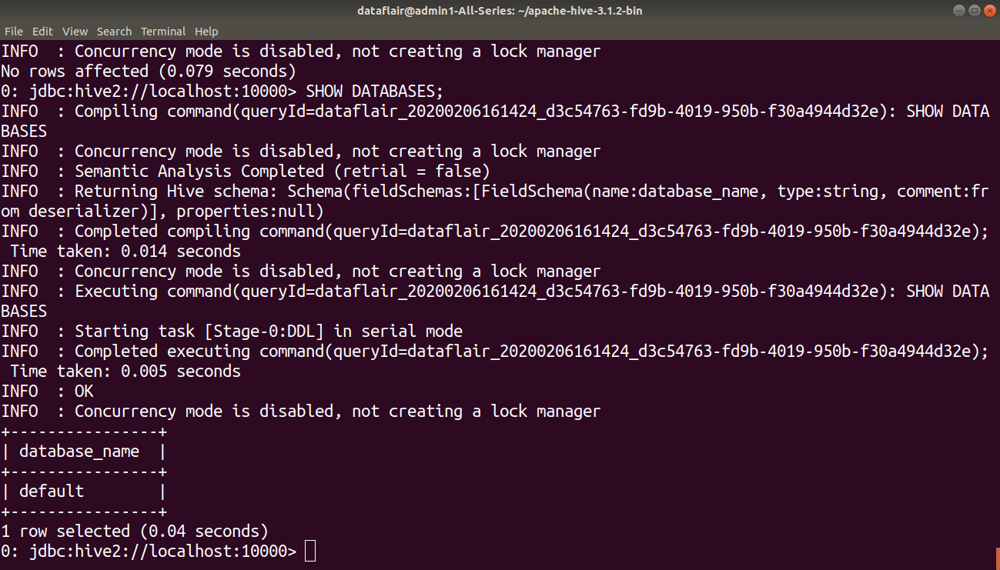 dataflair@admin1-All-Series: ~/apache-hive-3.1.2-bin
File Edit View Search Terminal Help
INFO  : Concurrency mode is disabled, not creating a lock manager
No rows affected (0.079 seconds)
0: jdbc:hive2://localhost:10000> SHOW DATABASES;
INFO  : Compiling command(queryId=dataflair_20200206161424_d3c54763-fd9b-4019-950b-f30a4944d32e): SHOW DATA
BASES
INFO  : Concurrency mode is disabled, not creating a lock manager
INFO  : Semantic Analysis Completed (retrial = false)
INFO  : Returning Hive schema: Schema(fieldSchemas:[FieldSchema(name:database_name, type:string, comment:fr
om deserializer)], properties:null)
INFO  : Completed compiling command(queryId=dataflair_20200206161424_d3c54763-fd9b-4019-950b-f30a4944d32e);
 Time taken: 0.014 seconds
INFO  : Concurrency mode is disabled, not creating a lock manager
INFO  : Executing command(queryId=dataflair_20200206161424_d3c54763-fd9b-4019-950b-f30a4944d32e): SHOW DATA
BASES
INFO  : Starting task [Stage-0:DDL] in serial mode
INFO  : Completed executing command(queryId=dataflair_20200206161424_d3c54763-fd9b-4019-950b-f30a4944d32e);
 Time taken: 0.005 seconds
INFO  : OK
INFO  : Concurrency mode is disabled, not creating a lock manager
+----------------+
| database_name  |
+----------------+
| default        |
+----------------+
1 row selected (0.04 seconds)
0: jdbc:hive2://localhost:10000>